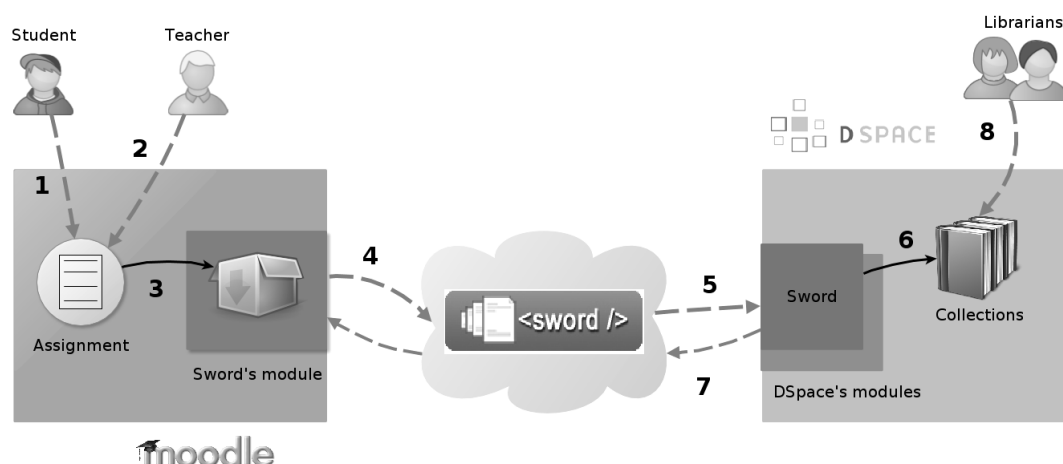 Student
Teacher
Librarians
1
2
8
DSPACE
3
4
<sword />
5
6
7
Sword
Assignment
Sword's module
Collections
DSpace's modules
moodle